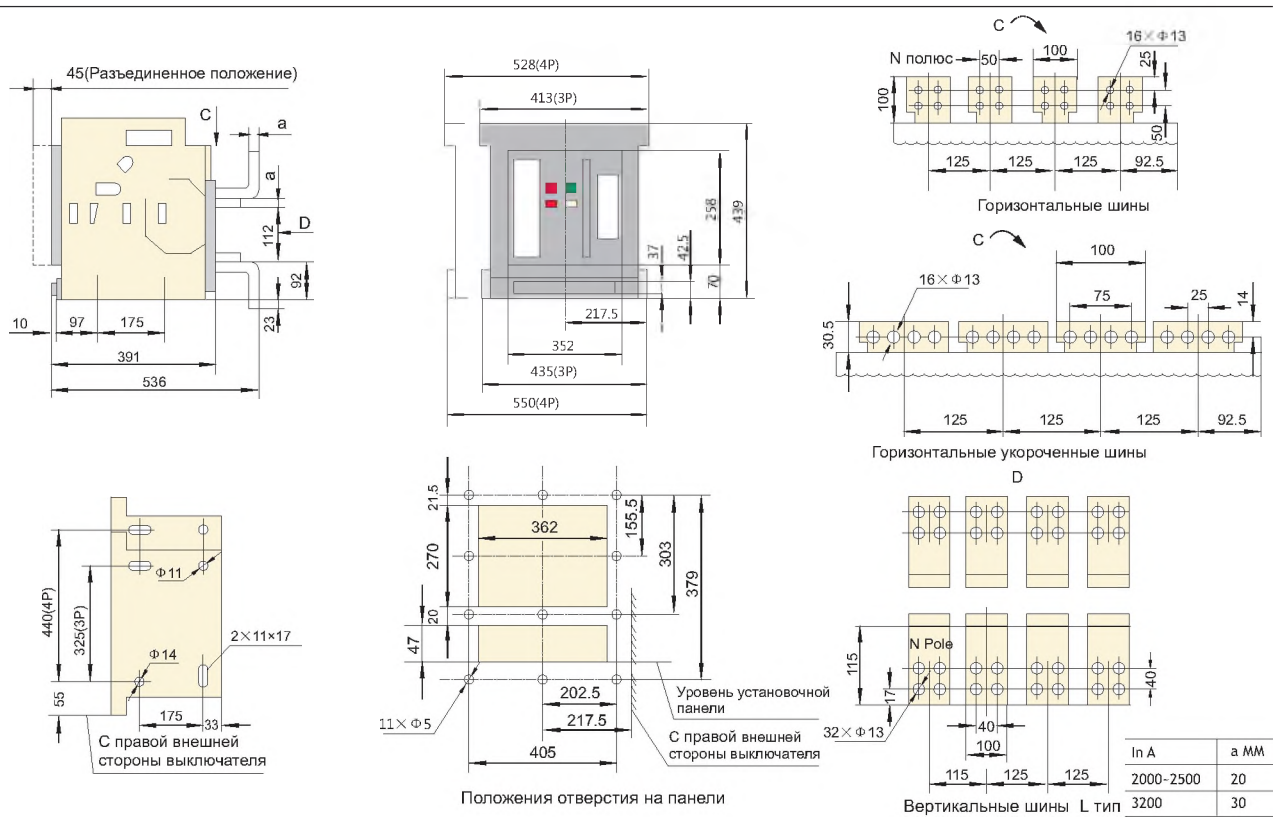 45(Разъединенное положение)
C
a
a
112
D
92
23
10
97
175
391
536
528(4P)
413(3P)
258
439
37
42.5
70
217.5
352
435(3P)
550(4P)
C
16×Φ13
N полюс
50
100
25
100
50
125
125
125
92.5
Горизонтальные шины
C
100
16×Φ13
75
25
14
30.5
125
125
125
92.5
Горизонтальные укороченные шины
440(4P)
325(3P)
Φ11
2×11×17
Φ14
55
175
33
С правой внешней
стороны выключателя
21.5
362
155.5
270
303
379
20
47
202.5
Уровень установочной
панели
11×Φ5
217.5
С правой внешней
стороны выключателя
405
Положения отверстия на панели
D
N Pole
115
17
40
32×Φ13
40
100
115
125
125
Вертикальные шины L тип
In A
a MM
2000~2500
20
3200
30